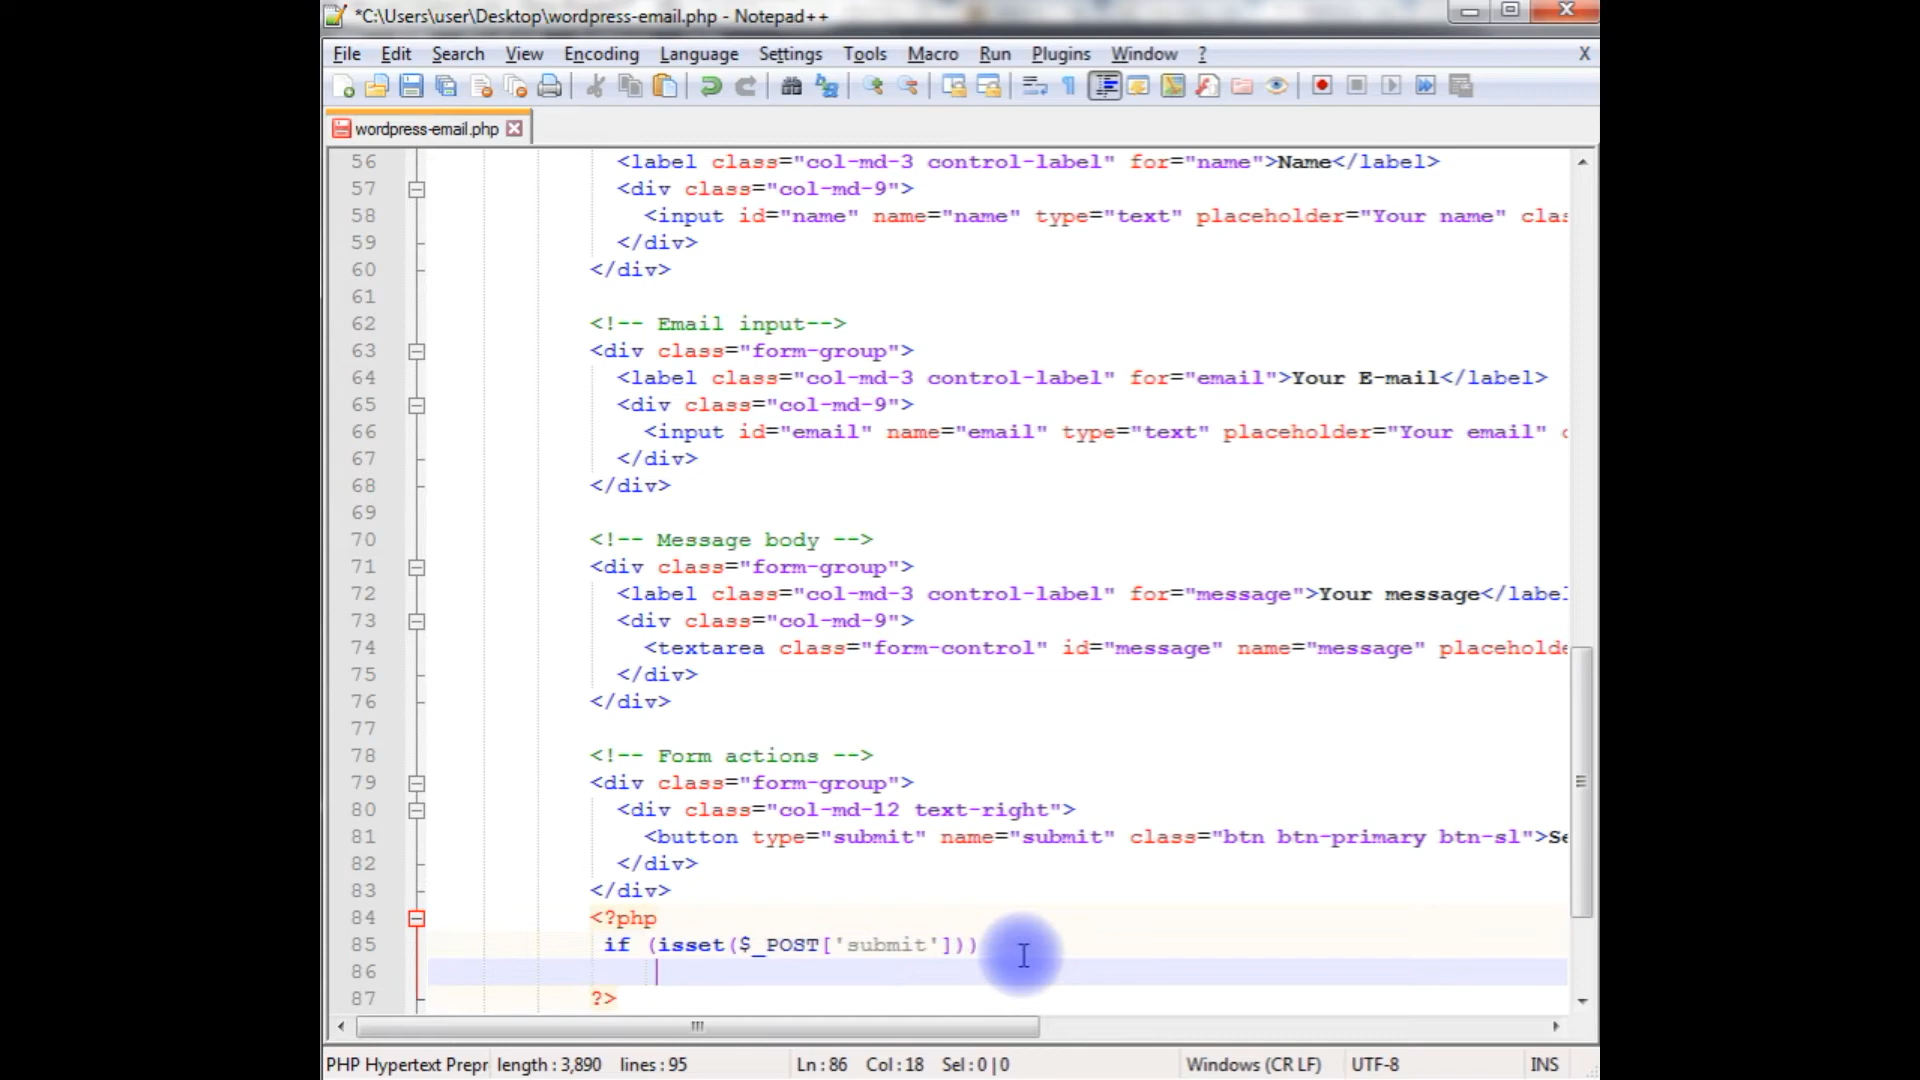 *C:\Users\user\Desktop\wordpress-email.php - Notepad++
File Edit Search View Encoding Language Settings Tools Macro Run Plugins Window ? X
wordpress-email.php
56 <label class="col-md-3 control-label" for="name">Name</label>
57 <div class="col-md-9">
58 <input id="name" name="name" type="text" placeholder="Your name" clas
59 </div>
60 </div>
61
62 <!-- Email input-->
63 <div class="form-group">
64 <label class="col-md-3 control-label" for="email">Your E-mail</label>
65 <div class="col-md-9">
66 <input id="email" name="email" type="text" placeholder="Your email" c
67 </div>
68 </div>
69
70 <!-- Message body -->
71 <div class="form-group">
72 <label class="col-md-3 control-label" for="message">Your message</label
73 <div class="col-md-9">
74 <textarea class="form-control" id="message" name="message" placeholde
75 </div>
76 </div>
77
78 <!-- Form actions -->
79 <div class="form-group">
80 <div class="col-md-12 text-right">
81 <button type="submit" name="submit" class="btn btn-primary btn-sl">Se
82 </div>
83 </div>
84 <?php
85 if (isset($_POST['submit']))
86
87 ?>
PHP Hypertext Prepr length : 3,890 lines : 95 Ln : 86 Col : 18 Sel : 0 | 0 Windows (CR LF) UTF-8 INS